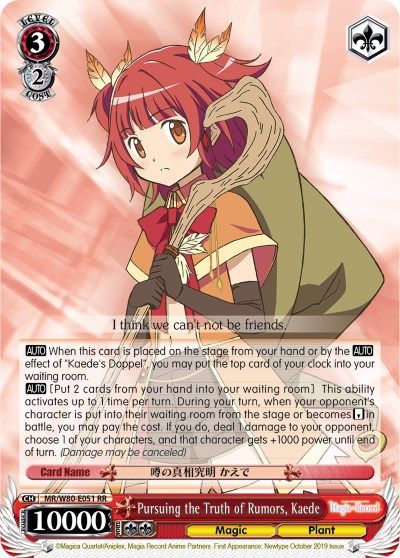 LEVEL
3
2
COST
I think we can't not be friends.
AUTO When this card is placed on the stage from your hand or by the AUTO
effect of "Kaede's Doppel", you may put the top card of your clock into your
waiting room.
AUTO [Put 2 cards from your hand into your waiting room] This ability
activates up to 1 time per turn. During your turn, when your opponent's
character is put into their waiting room from the stage or becomes in
battle, you may pay the cost. If you do, deal 1 damage to your opponent,
choose 1 of your characters, and that character gets +1000 power until end
of turn. (Damage may be canceled)
Card Name
噂の真相究明 かえで
CH MR/W80-E051 RR
POWER
10000
SOUL
Pursuing the Truth of Rumors, Kaede
Magia Record
Magic
Plant
©Magica Quartet/Aniplex, Magia Record Anime Partners First Appearance: Newtype October 2019 Issue